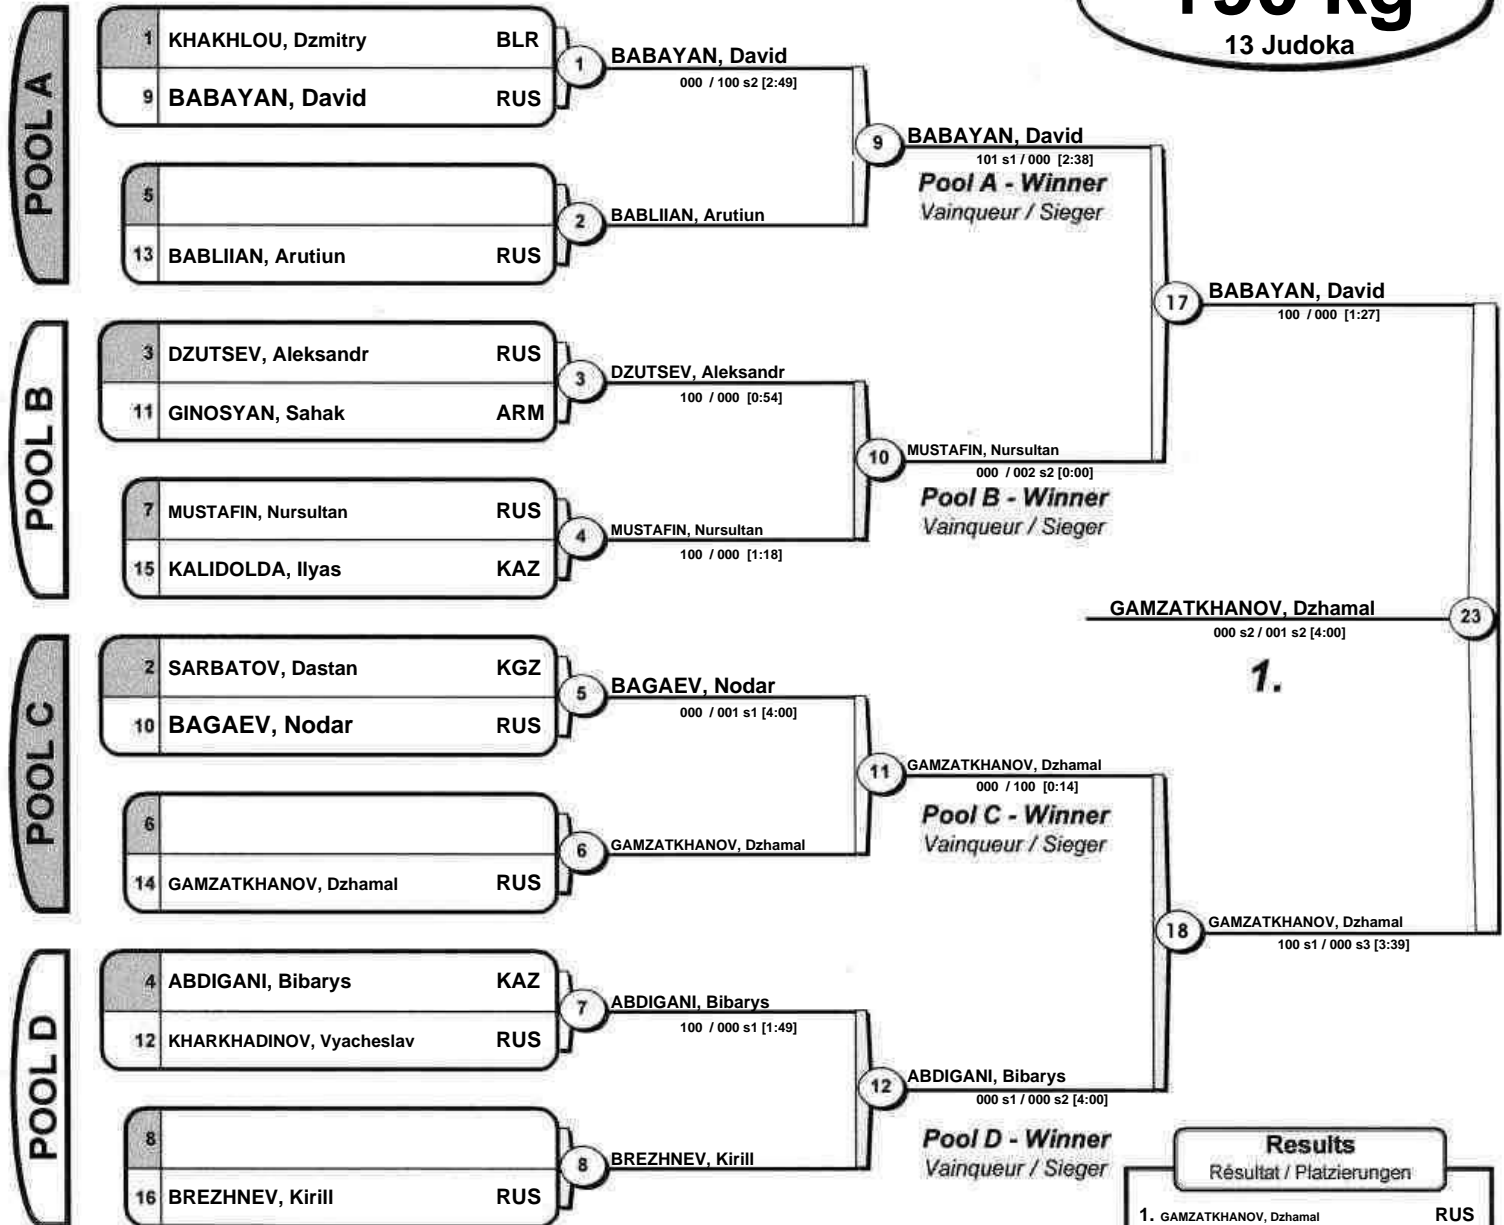 +90 kg
13 Judoka
POOL A
1 KHAKHLOU, Dzmitry BLR
9 BABAYAN, David RUS
1 BABAYAN, David
000 / 100 s2 [2:49]
5
13 BABLIIAN, Arutiun RUS
2 BABLIIAN, Arutiun
9 BABAYAN, David
101 s1 / 000 [2:38]
Pool A - Winner
Vainqueur / Sieger
POOL B
3 DZUTSEV, Aleksandr RUS
11 GINOSYAN, Sahak ARM
3 DZUTSEV, Aleksandr
100 / 000 [0:54]
7 MUSTAFIN, Nursultan RUS
15 KALIDOLDA, Ilyas KAZ
4 MUSTAFIN, Nursultan
100 / 000 [1:18]
10 MUSTAFIN, Nursultan
000 / 002 s2 [0:00]
Pool B - Winner
Vainqueur / Sieger
17 BABAYAN, David
100 / 000 [1:27]
GAMZATKHANOV, Dzhamal 23
000 s2 / 001 s2 [4:00]
1.
POOL C
2 SARBATOV, Dastan KGZ
10 BAGAEV, Nodar RUS
5 BAGAEV, Nodar
000 / 001 s1 [4:00]
6
14 GAMZATKHANOV, Dzhamal RUS
6 GAMZATKHANOV, Dzhamal
11 GAMZATKHANOV, Dzhamal
000 / 100 [0:14]
Pool C - Winner
Vainqueur / Sieger
POOL D
4 ABDIGANI, Bibarys KAZ
12 KHARKHADINOV, Vyacheslav RUS
7 ABDIGANI, Bibarys
100 / 000 s1 [1:49]
8
16 BREZHNEV, Kirill RUS
8 BREZHNEV, Kirill
12 ABDIGANI, Bibarys
000 s1 / 000 s2 [4:00]
Pool D - Winner
Vainqueur / Sieger
18 GAMZATKHANOV, Dzhamal
100 s1 / 000 s3 [3:39]
Results
Résultat / Platzierungen
1. GAMZATKHANOV, Dzhamal RUS